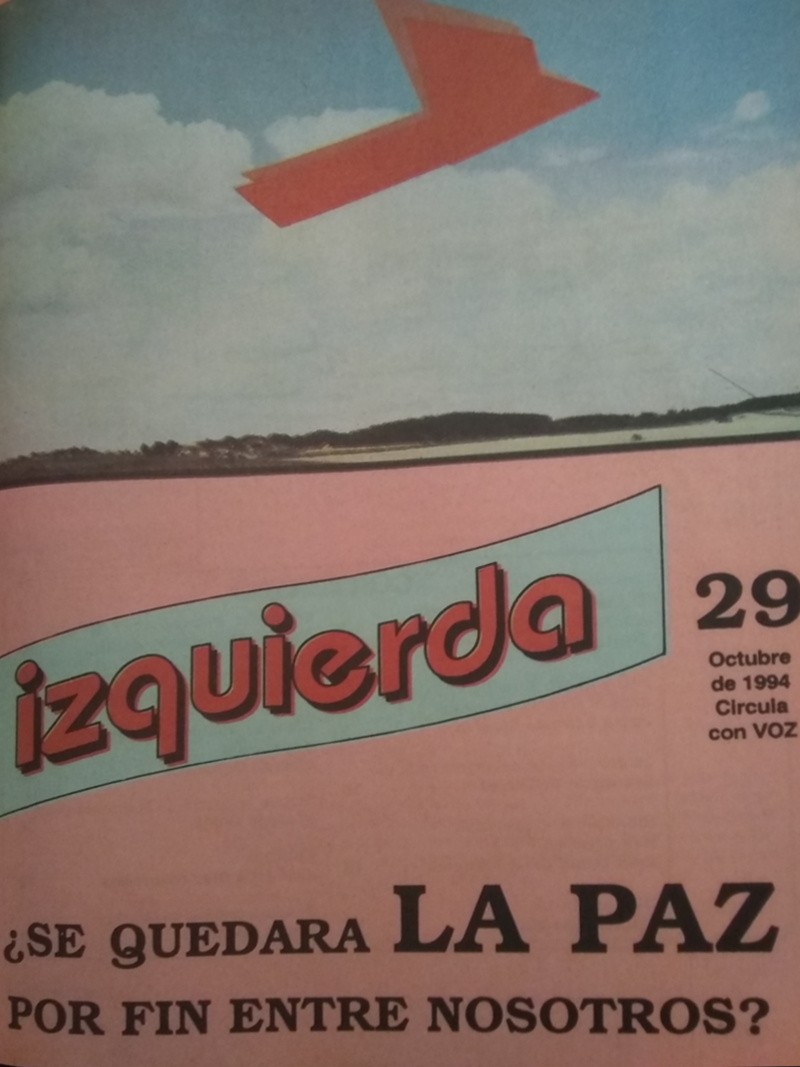 izquierda
29
Octubre
de 1994
Circula
con VOZ
¿SE QUEDARA LA PAZ
POR FIN ENTRE NOSOTROS?